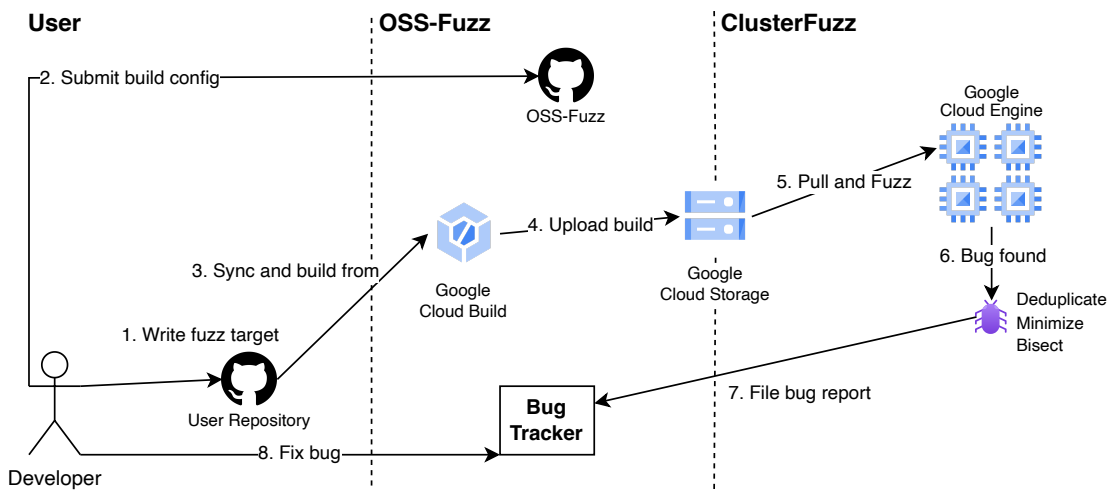 User
OSS-Fuzz
ClusterFuzz
2. Submit build config
OSS-Fuzz
Google
Cloud Engine
5. Pull and Fuzz
4. Upload build
3. Sync and build from
6. Bug found
Google
Cloud Build
Google
Cloud Storage
Deduplicate
Minimize
Bisect
1. Write fuzz target
User Repository
7. File bug report
Bug
Tracker
8. Fix bug
Developer